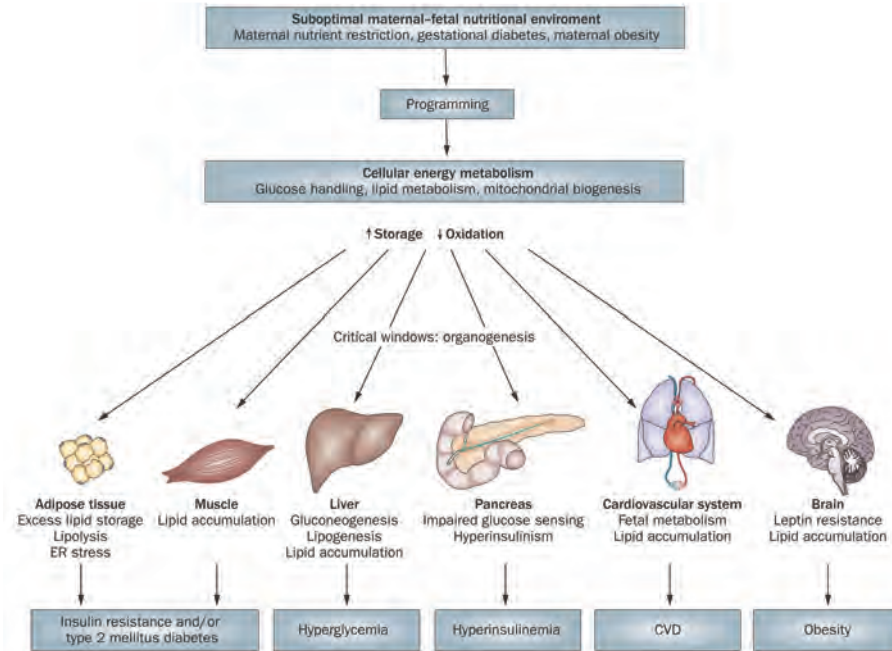 Suboptimal maternal–fetal nutritional enviroment
Maternal nutrient restriction, gestational diabetes, maternal obesity
Programming
Cellular energy metabolism
Glucose handling, lipid metabolism, mitochondrial biogenesis
↑Storage ↓Oxidation
Critical windows: organogenesis
Adipose tissue
Excess lipid storage
Lipolysis
ER stress
Muscle
Lipid accumulation
Liver
Gluconeogenesis
Lipogenesis
Lipid accumulation
Pancreas
Impaired glucose sensing
Hyperinsulinism
Cardiovascular system
Fetal metabolism
Lipid accumulation
Brain
Leptin resistance
Lipid accumulation
Insulin resistance and/or
type 2 mellitus diabetes
Hyperglycemia
Hyperinsulinemia
CVD
Obesity